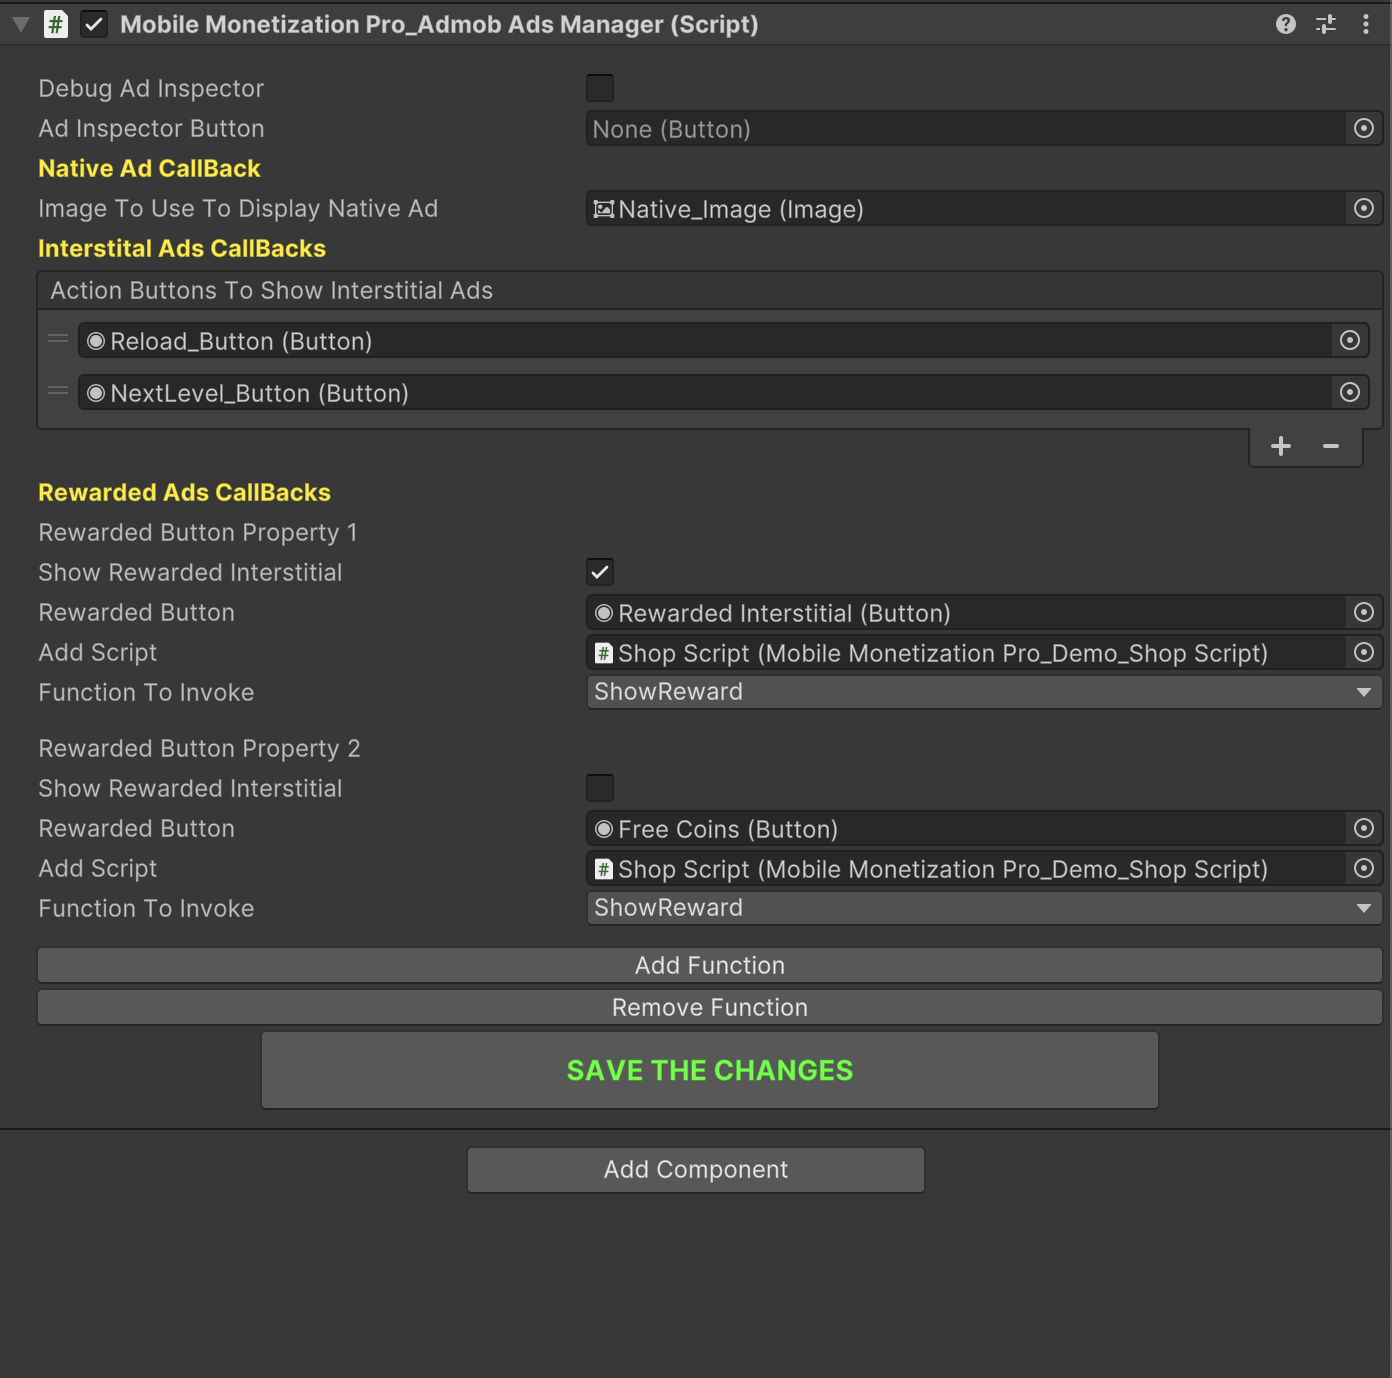 Mobile Monetization Pro_Admob Ads Manager (Script)
Debug Ad Inspector
Ad Inspector Button None (Button)
Native Ad CallBack
Image To Use To Display Native Ad Native_Image (Image)
Interstital Ads CallBacks
Action Buttons To Show Interstitial Ads
Reload_Button (Button)
NextLevel_Button (Button)
Rewarded Ads CallBacks
Rewarded Button Property 1
Show Rewarded Interstitial
Rewarded Button Rewarded Interstitial (Button)
Add Script # Shop Script (Mobile Monetization Pro_Demo_Shop Script)
Function To Invoke ShowReward
Rewarded Button Property 2
Show Rewarded Interstitial
Rewarded Button Free Coins (Button)
Add Script # Shop Script (Mobile Monetization Pro_Demo_Shop Script)
Function To Invoke ShowReward
Add Function
Remove Function
SAVE THE CHANGES
Add Component